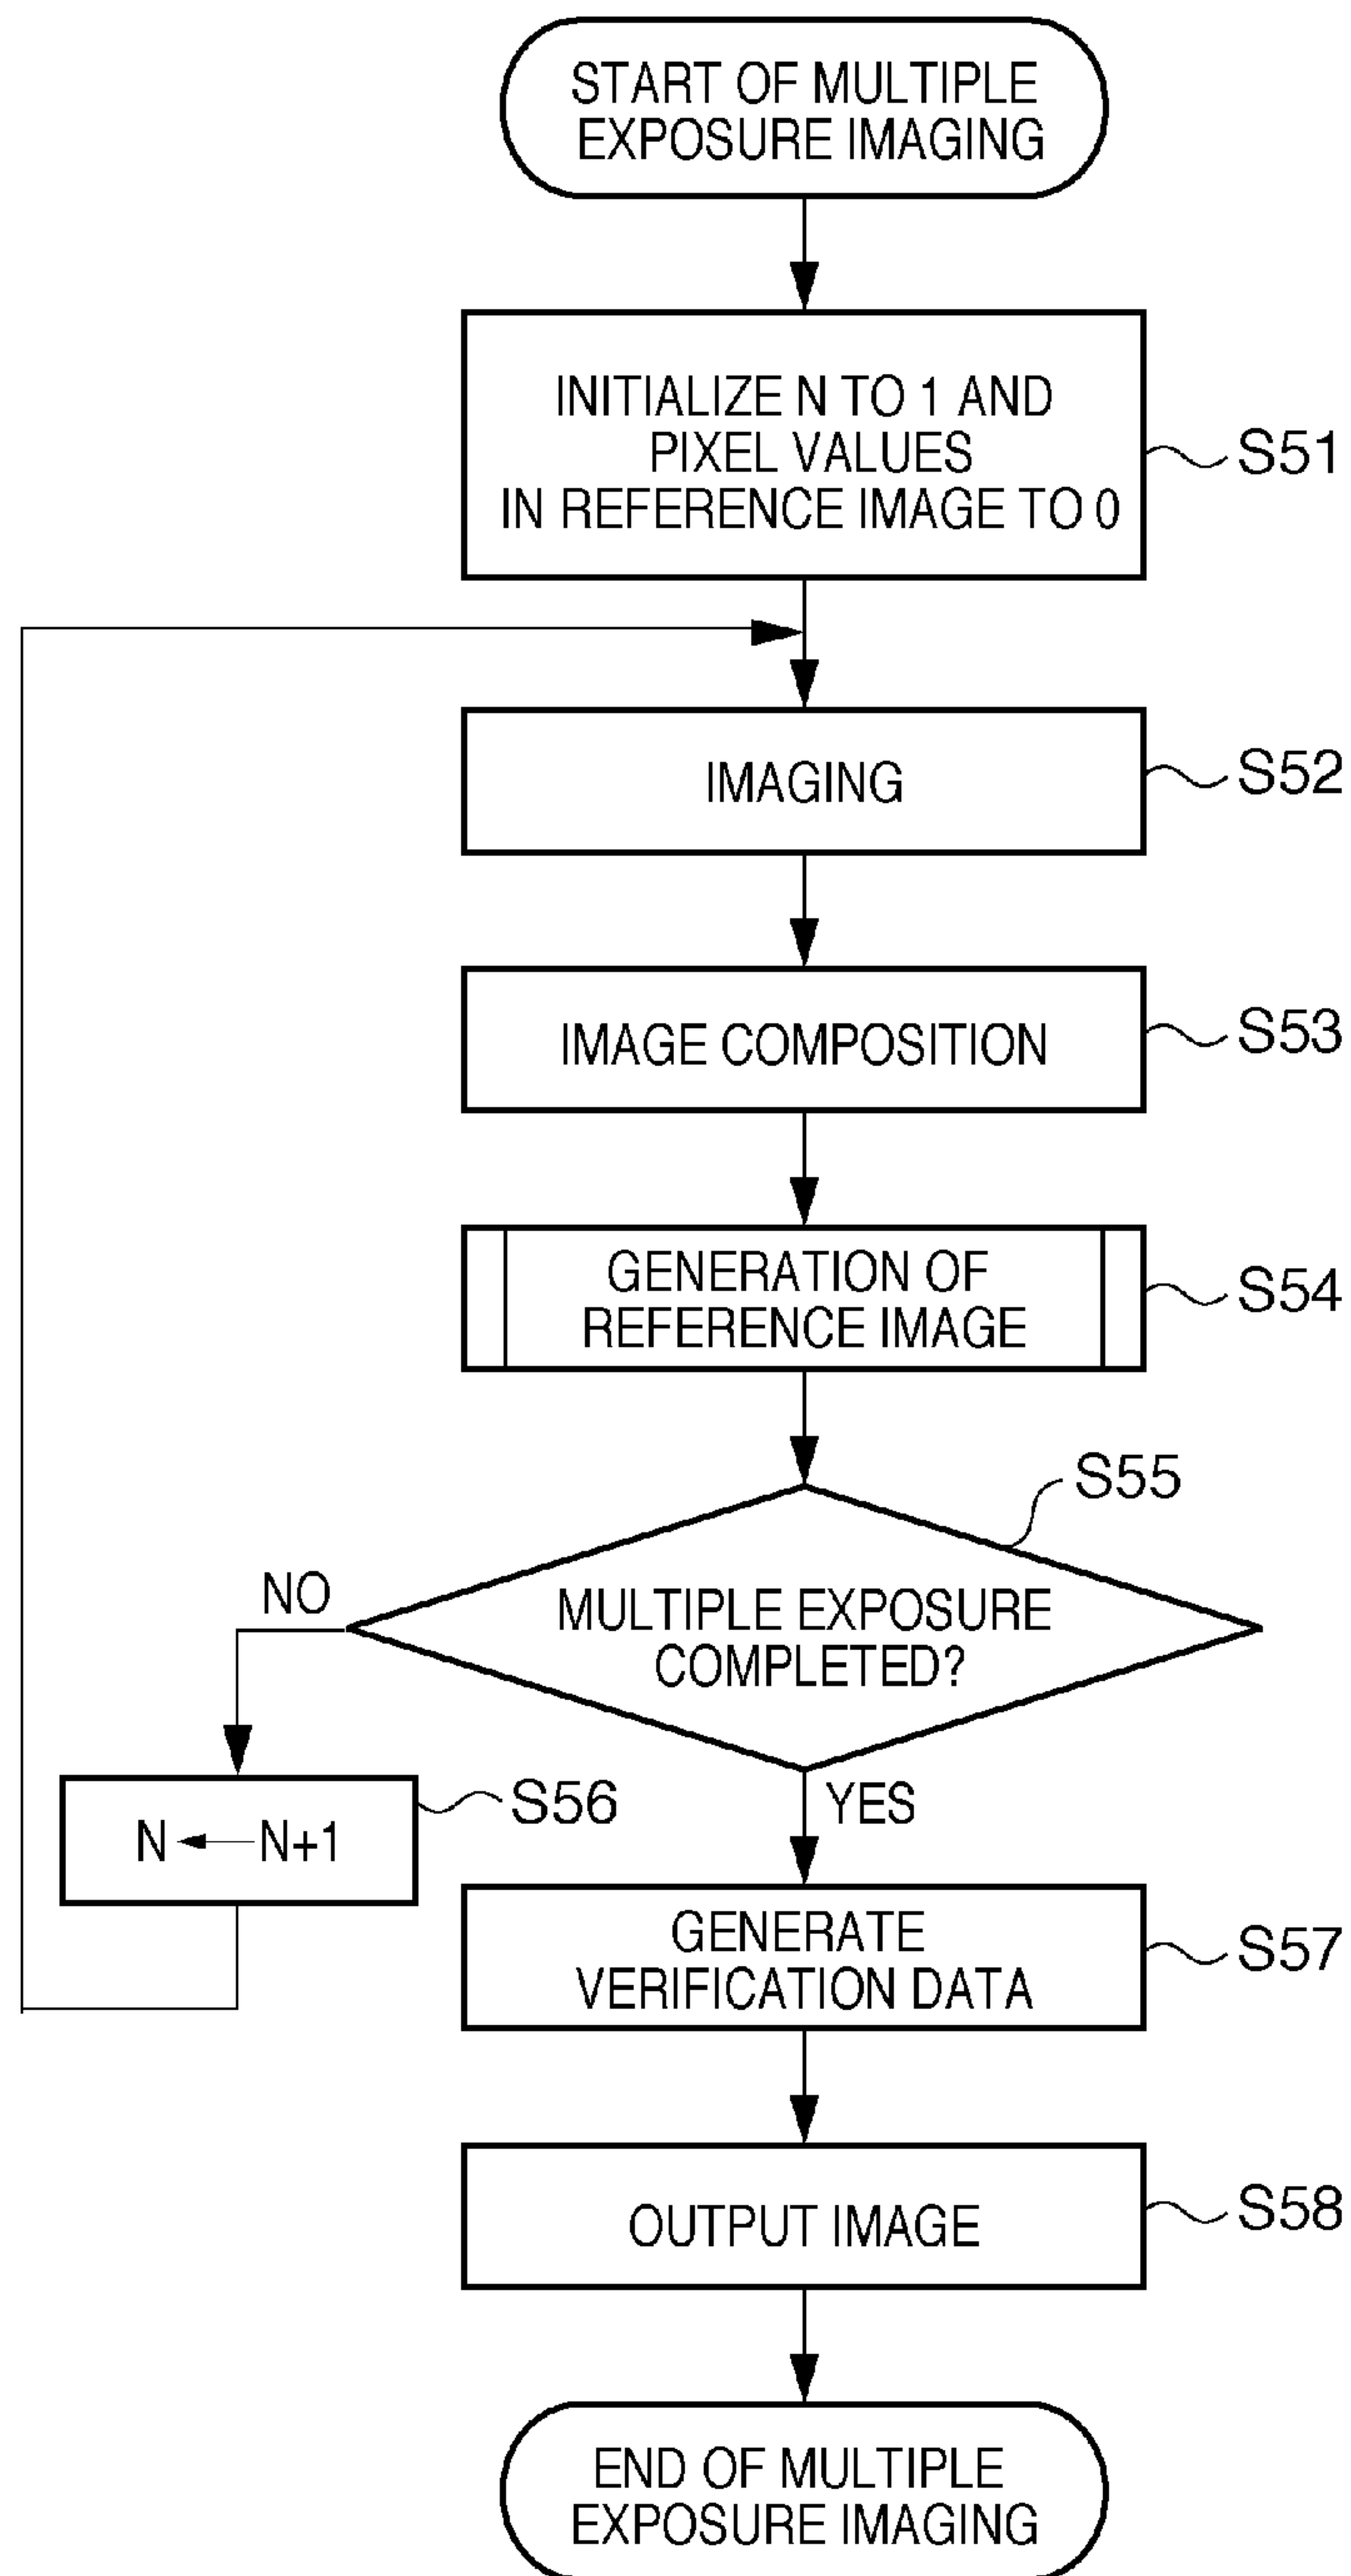 START OF MULTIPLE
EXPOSURE IMAGING
INITIALIZE N TO 1 AND
PIXEL VALUES
IN REFERENCE IMAGE TO 0
S51
IMAGING
S52
IMAGE COMPOSITION
S53
GENERATION OF
REFERENCE IMAGE
S54
S55
MULTIPLE EXPOSURE
COMPLETED?
NO
YES
N ← N+1
S56
GENERATE
VERIFICATION DATA
S57
OUTPUT IMAGE
S58
END OF MULTIPLE
EXPOSURE IMAGING